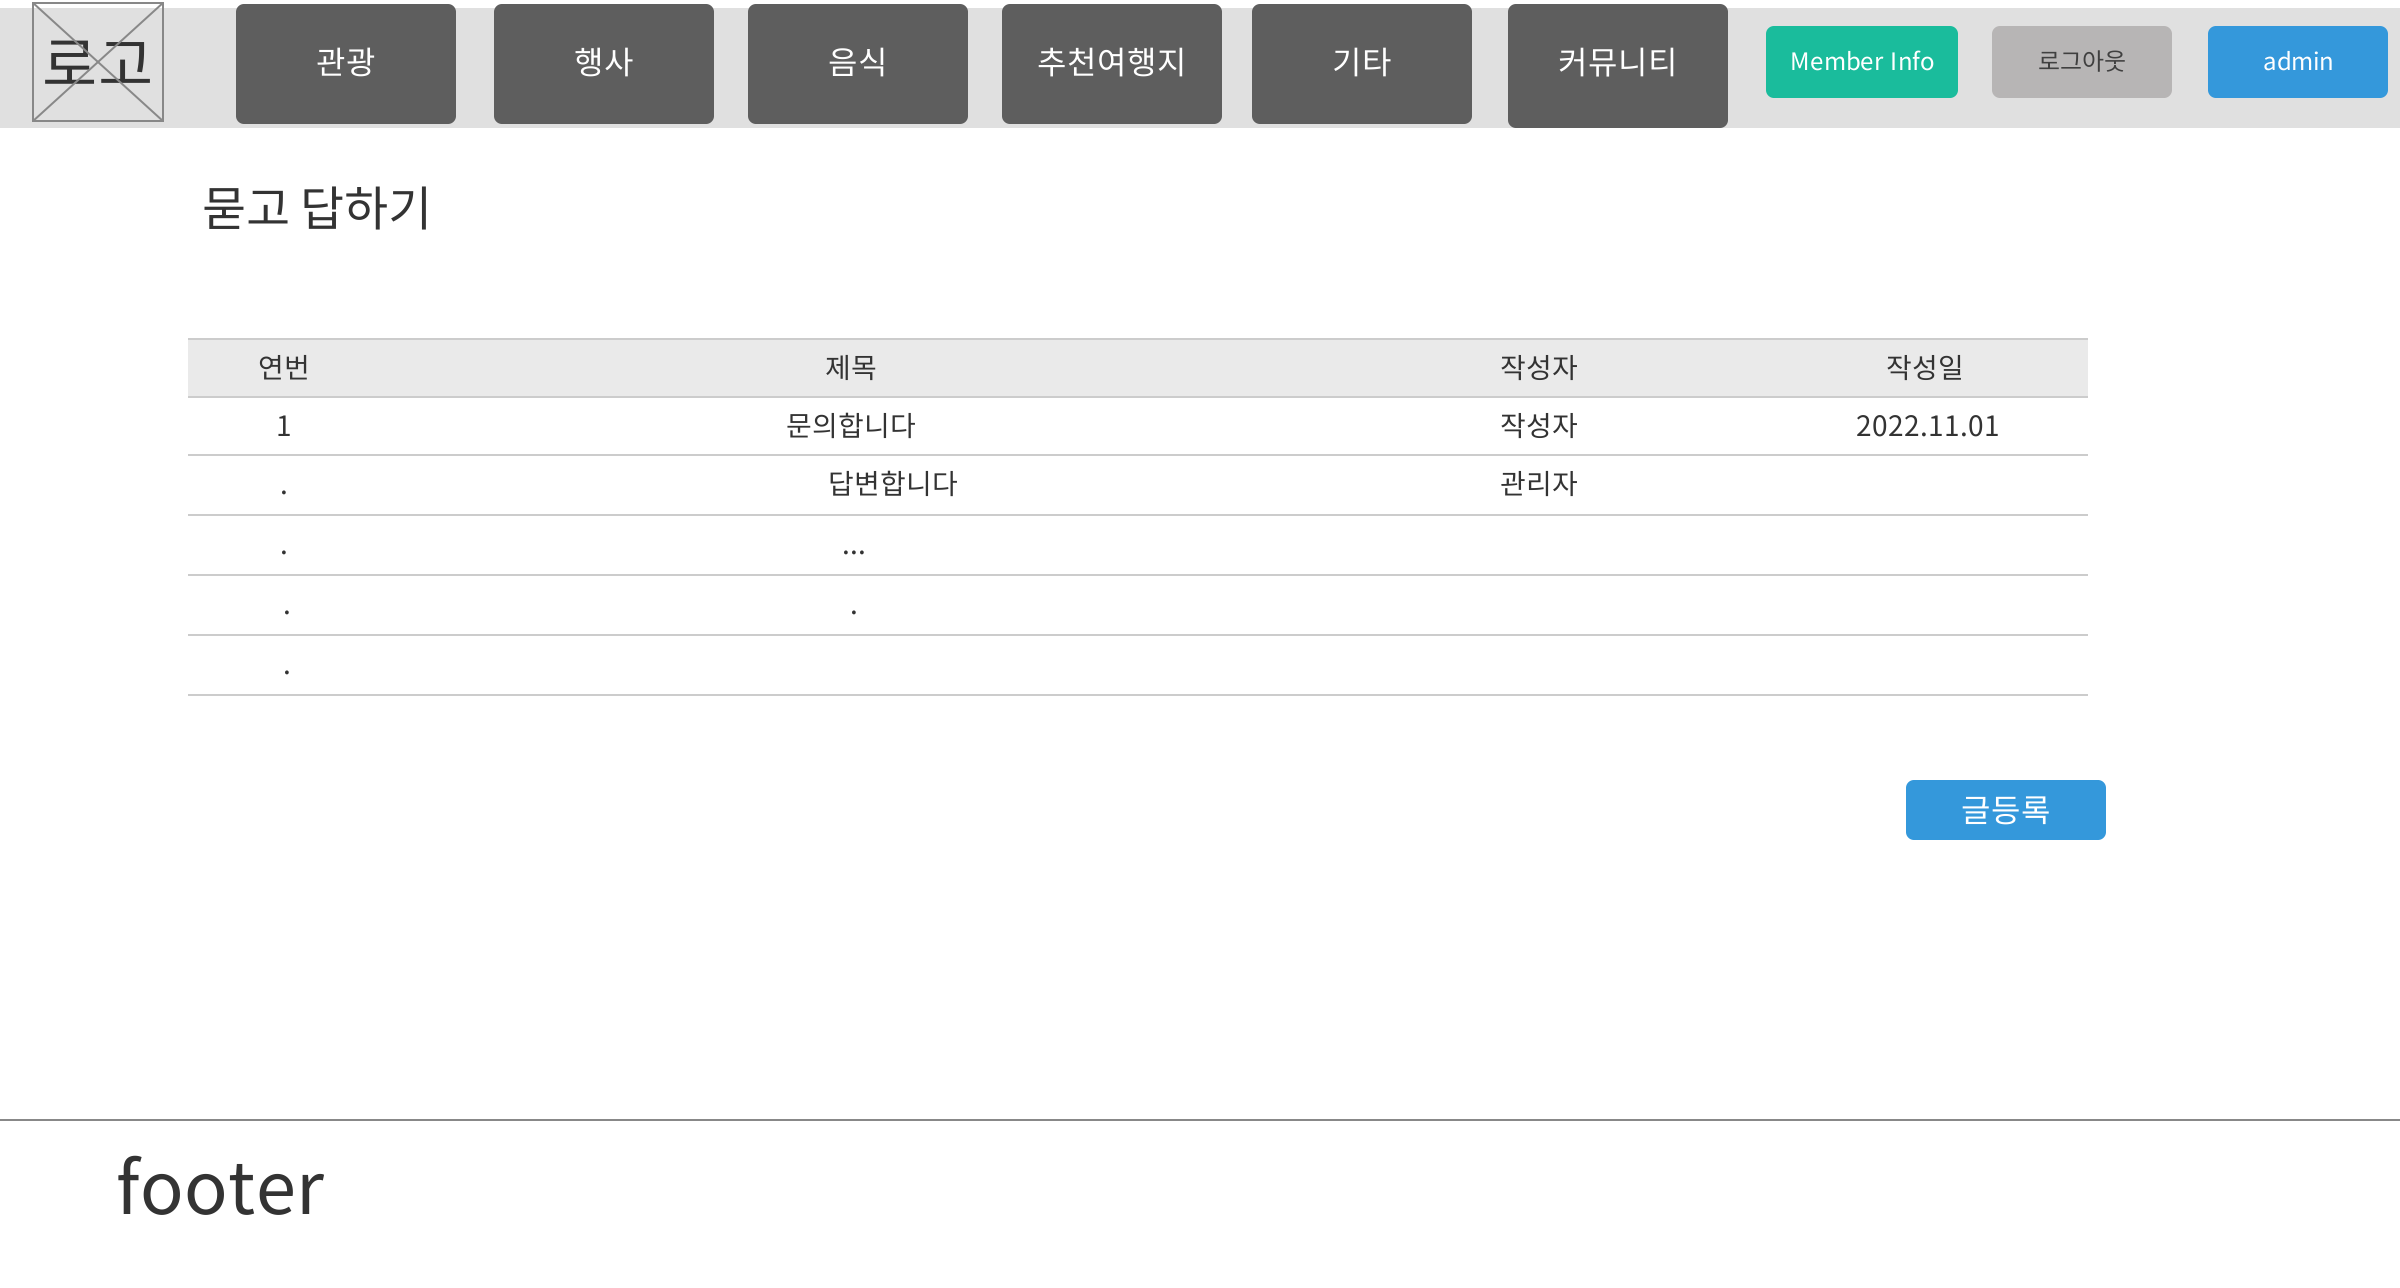 로고 관광 행사 음식 추천여행지 기타 커뮤니티 Member Info 로그아웃 admin
묻고 답하기
연번 제목 작성자 작성일
1 문의합니다 작성자 2022.11.01
. 답변합니다 관리자
. ...
. .
.
글등록
footer